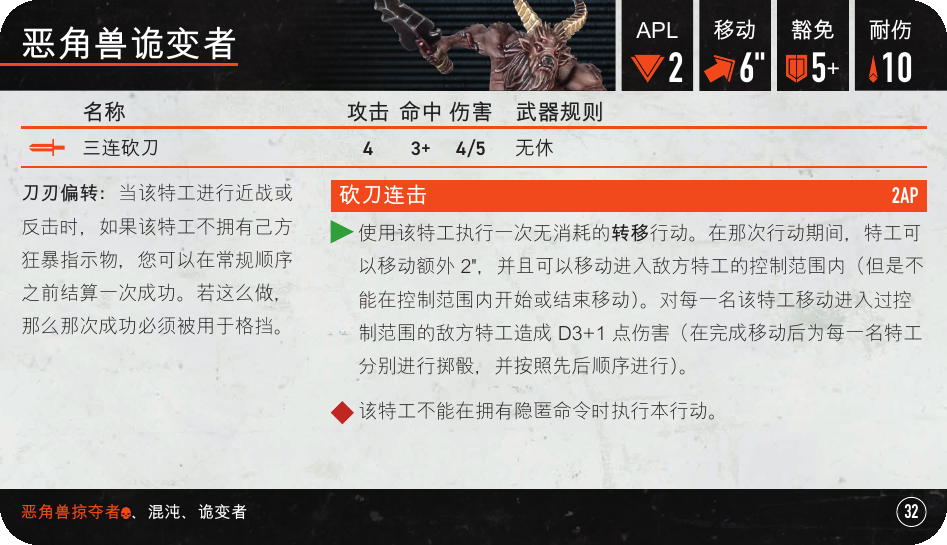 恶角兽诡变者
APL
2
移动
6"
豁免
5+
耐伤
10
名称 攻击 命中 伤害 武器规则
三连砍刀 4 3+ 4/5 无休
刀刃偏转：当该特工进行近战或
反击时，如果该特工不拥有己方
狂暴指示物，您可以在常规顺序
之前结算一次成功。若这么做，
那么那次成功必须被用于格挡。
砍刀连击 2AP
使用该特工执行一次无消耗的转移行动。在那次行动期间，特工可
以移动额外 2"，并且可以移动进入敌方特工的控制范围内（但是不
能在控制范围内开始或结束移动）。对每一名该特工移动进入过控
制范围的敌方特工造成 D3+1 点伤害（在完成移动后为每一名特工
分别进行掷骰，并按照先后顺序进行）。
该特工不能在拥有隐匿命令时执行本行动。
恶角兽掠夺者、混沌、诡变者
32